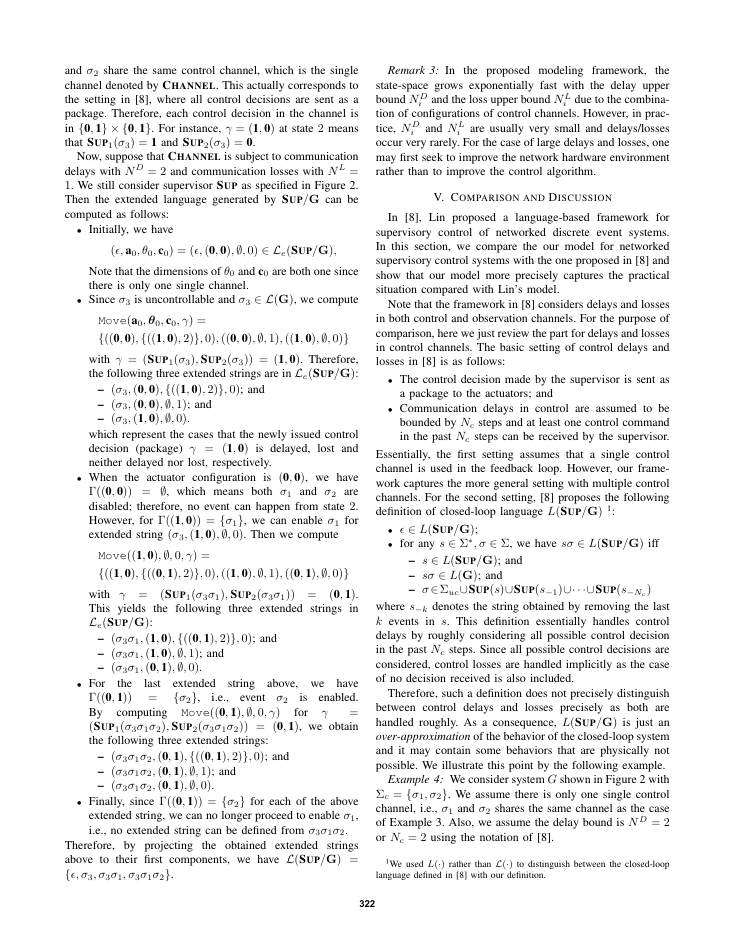 and σ2 share the same control channel, which is the single
channel denoted by CHANNEL. This actually corresponds to
the setting in [8], where all control decisions are sent as a
package. Therefore, each control decision in the channel is
in {0, 1} × {0, 1}. For instance, γ = (1, 0) at state 2 means
that SUP1(σ3) = 1 and SUP2(σ3) = 0.
Now, suppose that CHANNEL is subject to communication
delays with N^D = 2 and communication losses with N^L =
1. We still consider supervisor SUP as specified in Figure 2.
Then the extended language generated by SUP/G can be
computed as follows:
• Initially, we have
(ϵ, a0, θ0, c0) = (ϵ, (0, 0), ∅, 0) ∈ Le(SUP/G),
Note that the dimensions of θ0 and c0 are both one since
there is only one single channel.
• Since σ3 is uncontrollable and σ3 ∈ L(G), we compute
Move(a0, θ0, c0, γ) =
{((0, 0), {((1, 0), 2)}, 0), ((0, 0), ∅, 1), ((1, 0), ∅, 0)}
with γ = (SUP1(σ3), SUP2(σ3)) = (1, 0). Therefore,
the following three extended strings are in Le(SUP/G):
– (σ3, (0, 0), {((1, 0), 2)}, 0); and
– (σ3, (0, 0), ∅, 1); and
– (σ3, (1, 0), ∅, 0).
which represent the cases that the newly issued control
decision (package) γ = (1, 0) is delayed, lost and
neither delayed nor lost, respectively.
• When the actuator configuration is (0, 0), we have
Γ((0, 0)) = ∅, which means both σ1 and σ2 are
disabled; therefore, no event can happen from state 2.
However, for Γ((1, 0)) = {σ1}, we can enable σ1 for
extended string (σ3, (1, 0), ∅, 0). Then we compute
Move((1, 0), ∅, 0, γ) =
{((1, 0), {((0, 1), 2)}, 0), ((1, 0), ∅, 1), ((0, 1), ∅, 0)}
with γ = (SUP1(σ3σ1), SUP2(σ3σ1)) = (0, 1).
This yields the following three extended strings in
Le(SUP/G):
– (σ3σ1, (1, 0), {((0, 1), 2)}, 0); and
– (σ3σ1, (1, 0), ∅, 1); and
– (σ3σ1, (0, 1), ∅, 0).
• For the last extended string above, we have
Γ((0, 1)) = {σ2}, i.e., event σ2 is enabled.
By computing Move((0, 1), ∅, 0, γ) for γ =
(SUP1(σ3σ1σ2), SUP2(σ3σ1σ2)) = (0, 1), we obtain
the following three extended strings:
– (σ3σ1σ2, (0, 1), {((0, 1), 2)}, 0); and
– (σ3σ1σ2, (0, 1), ∅, 1); and
– (σ3σ1σ2, (0, 1), ∅, 0).
• Finally, since Γ((0, 1)) = {σ2} for each of the above
extended string, we can no longer proceed to enable σ1,
i.e., no extended string can be defined from σ3σ1σ2.
Therefore, by projecting the obtained extended strings
above to their first components, we have L(SUP/G) =
{ϵ, σ3, σ3σ1, σ3σ1σ2}.
Remark 3: In the proposed modeling framework, the
state-space grows exponentially fast with the delay upper
bound N_i^D and the loss upper bound N_i^L due to the combina-
tion of configurations of control channels. However, in prac-
tice, N_i^D and N_i^L are usually very small and delays/losses
occur very rarely. For the case of large delays and losses, one
may first seek to improve the network hardware environment
rather than to improve the control algorithm.
V. COMPARISON AND DISCUSSION
In [8], Lin proposed a language-based framework for
supervisory control of networked discrete event systems.
In this section, we compare the our model for networked
supervisory control systems with the one proposed in [8] and
show that our model more precisely captures the practical
situation compared with Lin's model.
Note that the framework in [8] considers delays and losses
in both control and observation channels. For the purpose of
comparison, here we just review the part for delays and losses
in control channels. The basic setting of control delays and
losses in [8] is as follows:
• The control decision made by the supervisor is sent as
a package to the actuators; and
• Communication delays in control are assumed to be
bounded by Nc steps and at least one control command
in the past Nc steps can be received by the supervisor.
Essentially, the first setting assumes that a single control
channel is used in the feedback loop. However, our frame-
work captures the more general setting with multiple control
channels. For the second setting, [8] proposes the following
definition of closed-loop language L(SUP/G) ¹:
• ϵ ∈ L(SUP/G);
• for any s ∈ Σ*, σ ∈ Σ, we have sσ ∈ L(SUP/G) iff
– s ∈ L(SUP/G); and
– sσ ∈ L(G); and
– σ∈Σuc∪SUP(s)∪SUP(s−1)∪···∪SUP(s−Nc)
where s−k denotes the string obtained by removing the last
k events in s. This definition essentially handles control
delays by roughly considering all possible control decision
in the past Nc steps. Since all possible control decisions are
considered, control losses are handled implicitly as the case
of no decision received is also included.
Therefore, such a definition does not precisely distinguish
between control delays and losses precisely as both are
handled roughly. As a consequence, L(SUP/G) is just an
over-approximation of the behavior of the closed-loop system
and it may contain some behaviors that are physically not
possible. We illustrate this point by the following example.
Example 4: We consider system G shown in Figure 2 with
Σc = {σ1, σ2}. We assume there is only one single control
channel, i.e., σ1 and σ2 shares the same channel as the case
of Example 3. Also, we assume the delay bound is N^D = 2
or Nc = 2 using the notation of [8].
¹We used L(·) rather than L(·) to distinguish between the closed-loop
language defined in [8] with our definition.
322